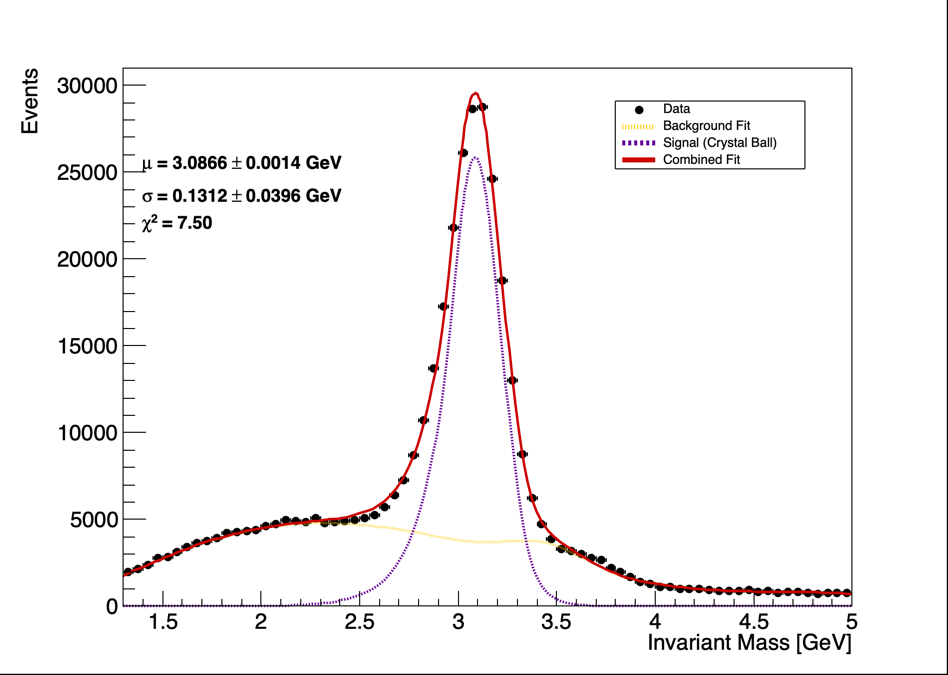 Events
30000
25000
20000
15000
10000
5000
0
μ = 3.0866 ± 0.0014 GeV
σ = 0.1312 ± 0.0396 GeV
χ² = 7.50
Data
Background Fit
Signal (Crystal Ball)
Combined Fit
1.5 2 2.5 3 3.5 4 4.5 5
Invariant Mass [GeV]